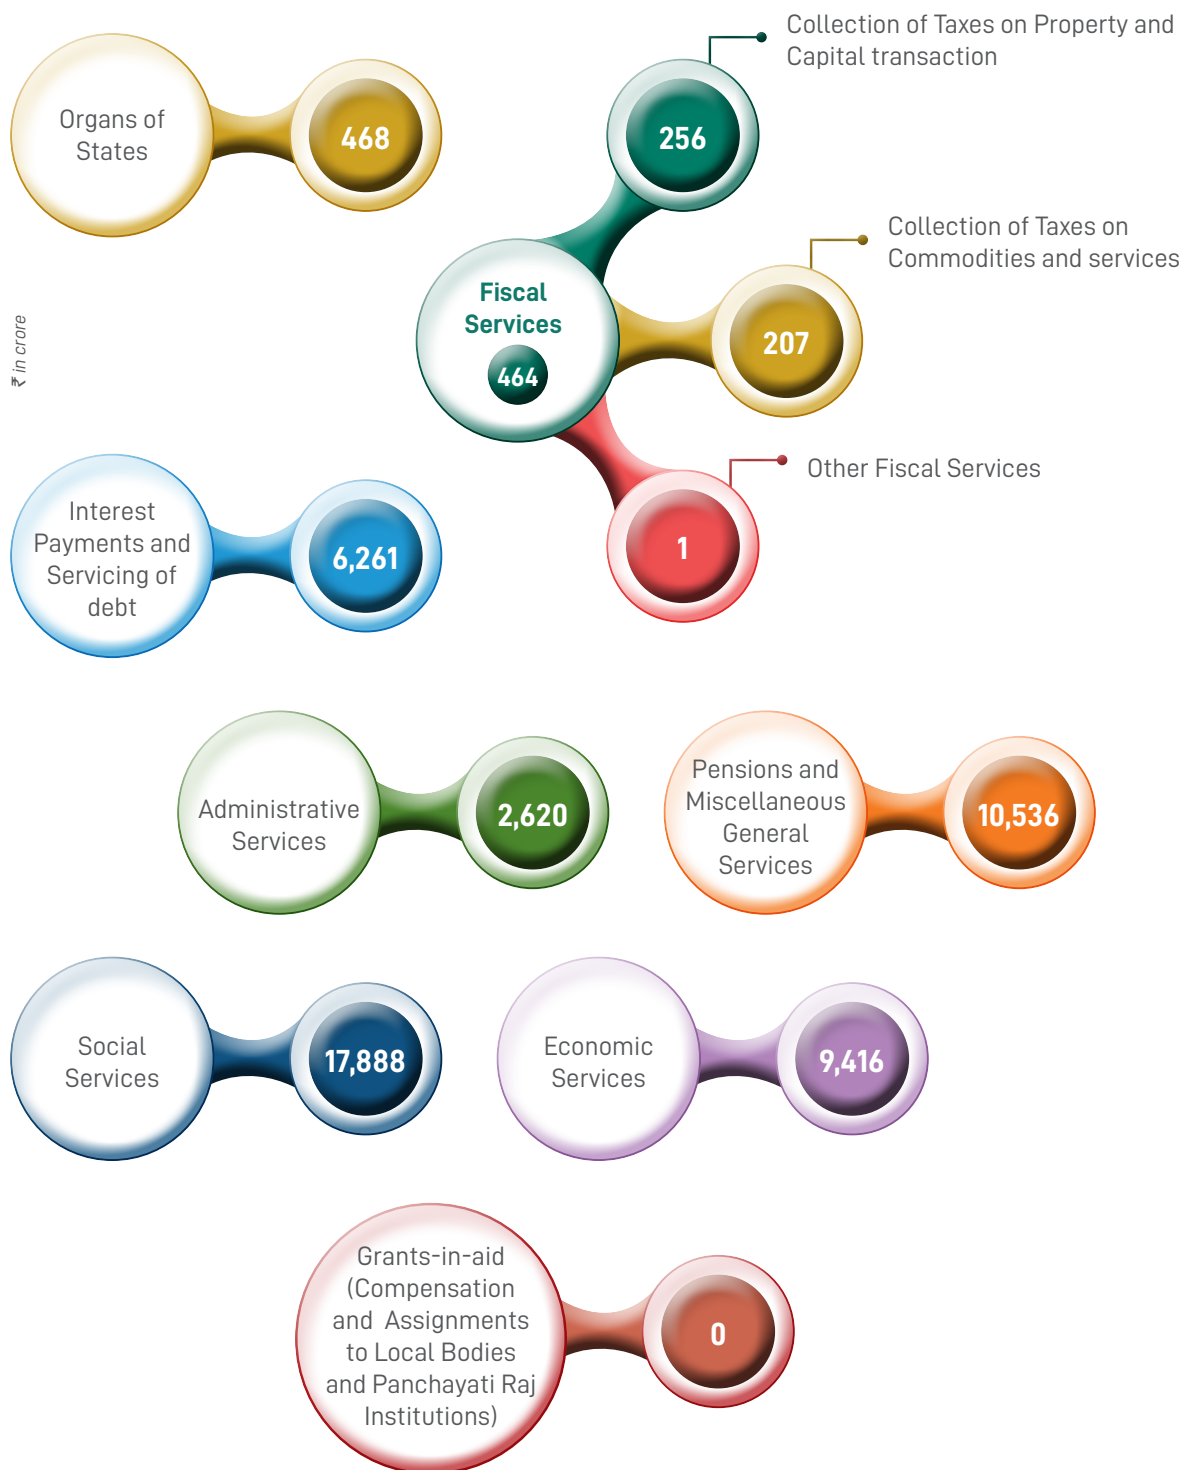 Collection of Taxes on Property and
Capital transaction
Organs of
States
468
256
Collection of Taxes on
Commodities and services
Fiscal
Services
464
207
₹ in crore
Other Fiscal Services
1
Interest
Payments and
Servicing of
debt
6,261
Administrative
Services
2,620
Pensions and
Miscellaneous
General
Services
10,536
Social
Services
17,888
Economic
Services
9,416
Grants-in-aid
(Compensation
and Assignments
to Local Bodies
and Panchayati Raj
Institutions)
0